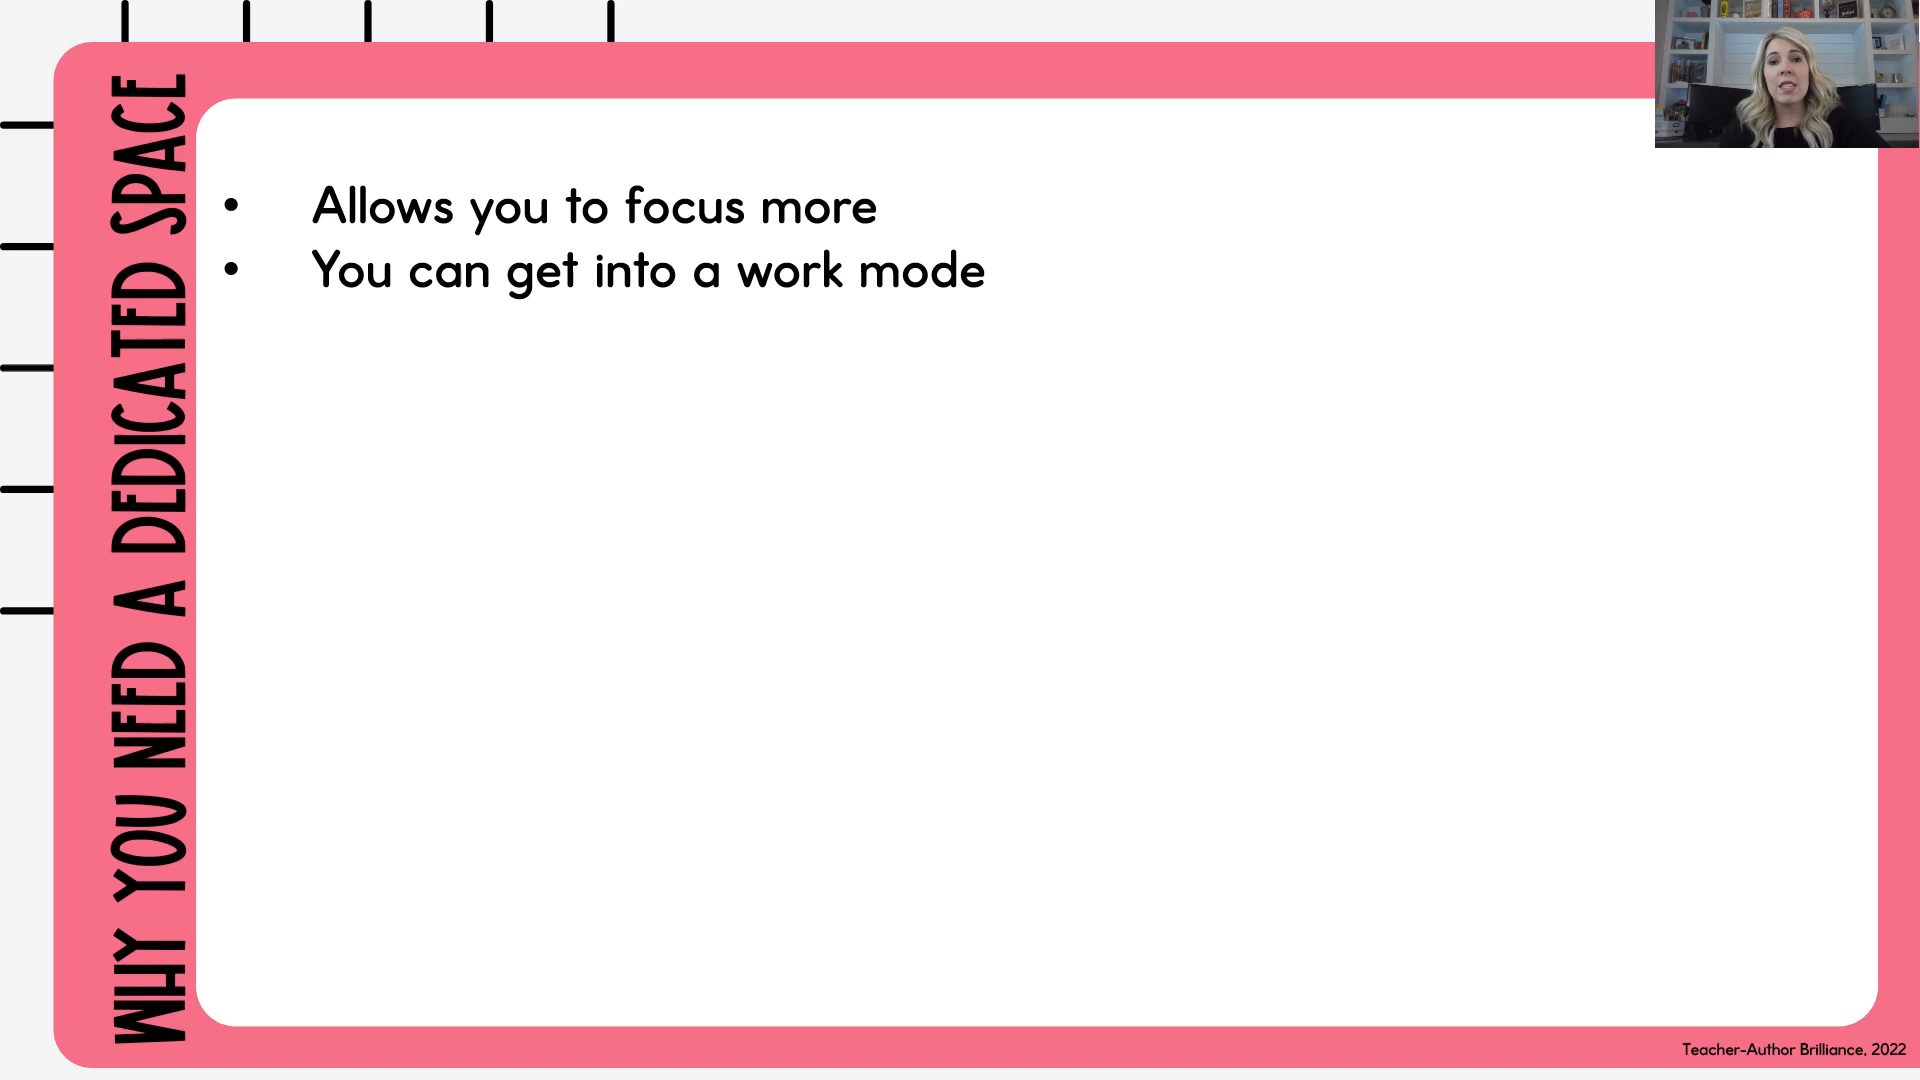 WHY YOU NEED A DEDICATED SPACE
• Allows you to focus more
• You can get into a work mode
Teacher-Author Brilliance, 2022